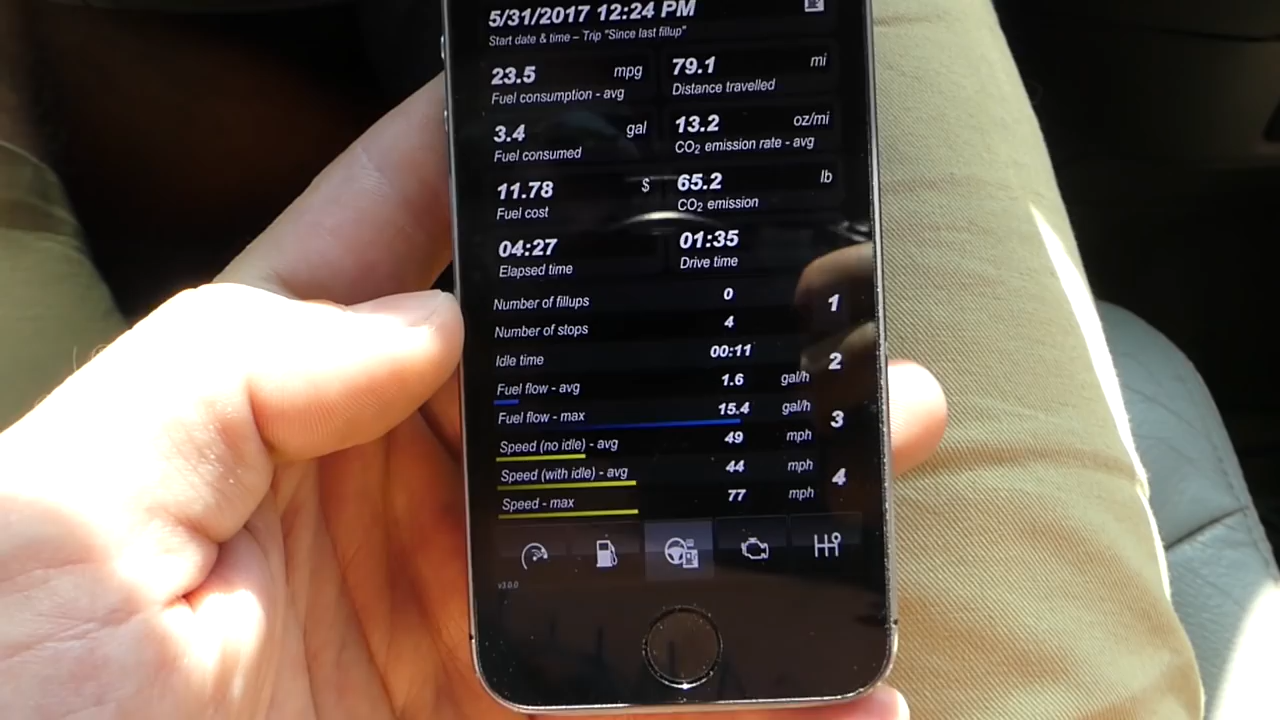 5/31/2017 12:24 PM
Start date & time – Trip "Since last fillup"
23.5 mpg 79.1 mi
Fuel consumption - avg Distance travelled
3.4 gal 13.2 oz/mi
Fuel consumed CO₂ emission rate - avg
11.78 $ 65.2 lb
Fuel cost CO₂ emission
04:27 01:35
Elapsed time Drive time
Number of fillups 0 1
Number of stops 4
Idle time 00:11 2
Fuel flow - avg 1.6 gal/h
Fuel flow - max 15.4 gal/h 3
Speed (no idle) - avg 49 mph
Speed (with idle) - avg 44 mph 4
Speed - max 77 mph
v3.0.0